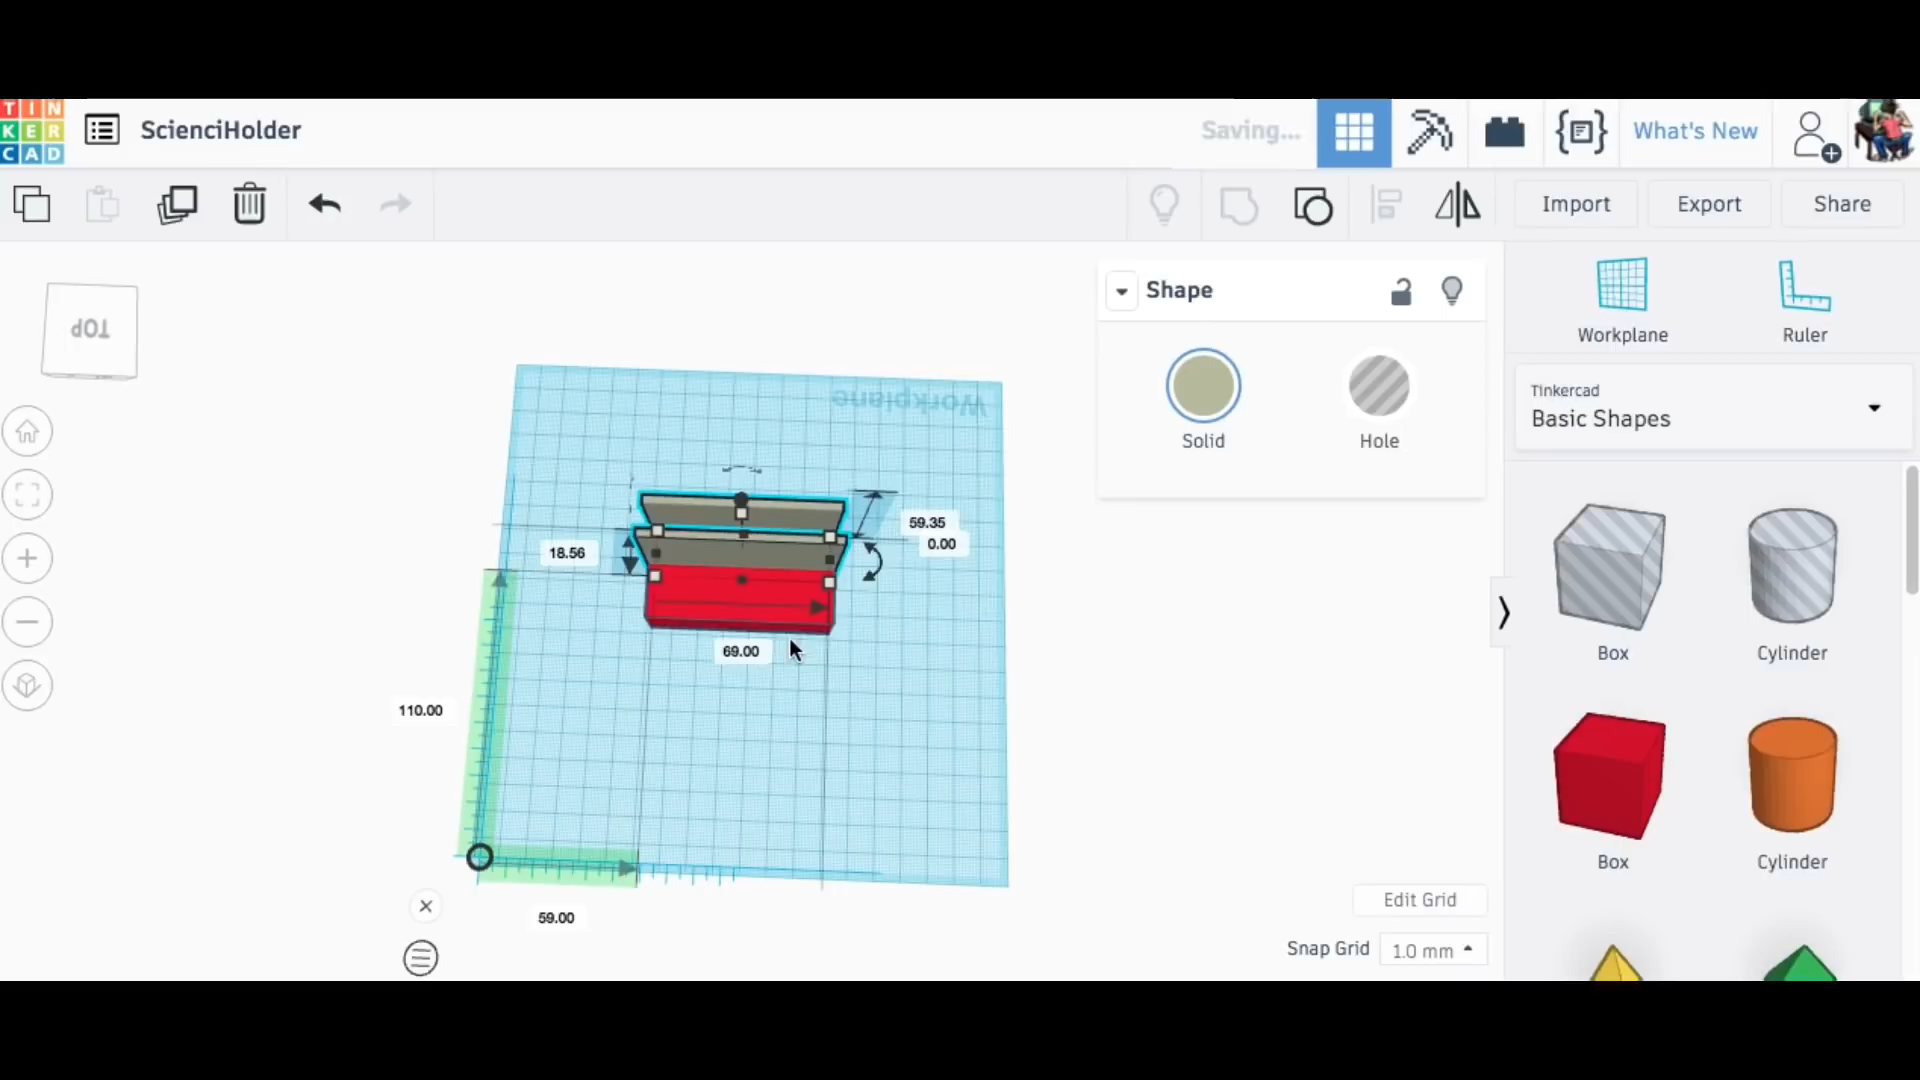 TIN
KER
CAD
ScienciHolder
Saving...
What's New
Import
Export
Share
TOP
Shape
Solid
Hole
Workplane
Ruler
Tinkercad
Basic Shapes
Workplane
59.35
0.00
18.56
69.00
110.00
59.00
Box
Cylinder
Box
Cylinder
Edit Grid
Snap Grid
1.0 mm